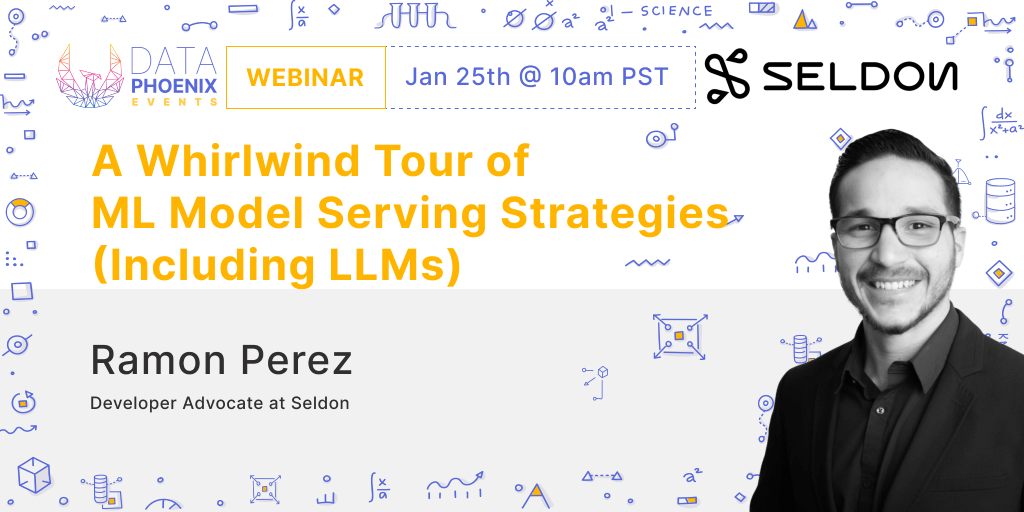 — SCIENCE
DATA
PHOENIX
EVENTS
WEBINAR
Jan 25th @ 10am PST
SELDON
A Whirlwind Tour of
ML Model Serving Strategies
(Including LLMs)
Ramon Perez
Developer Advocate at Seldon